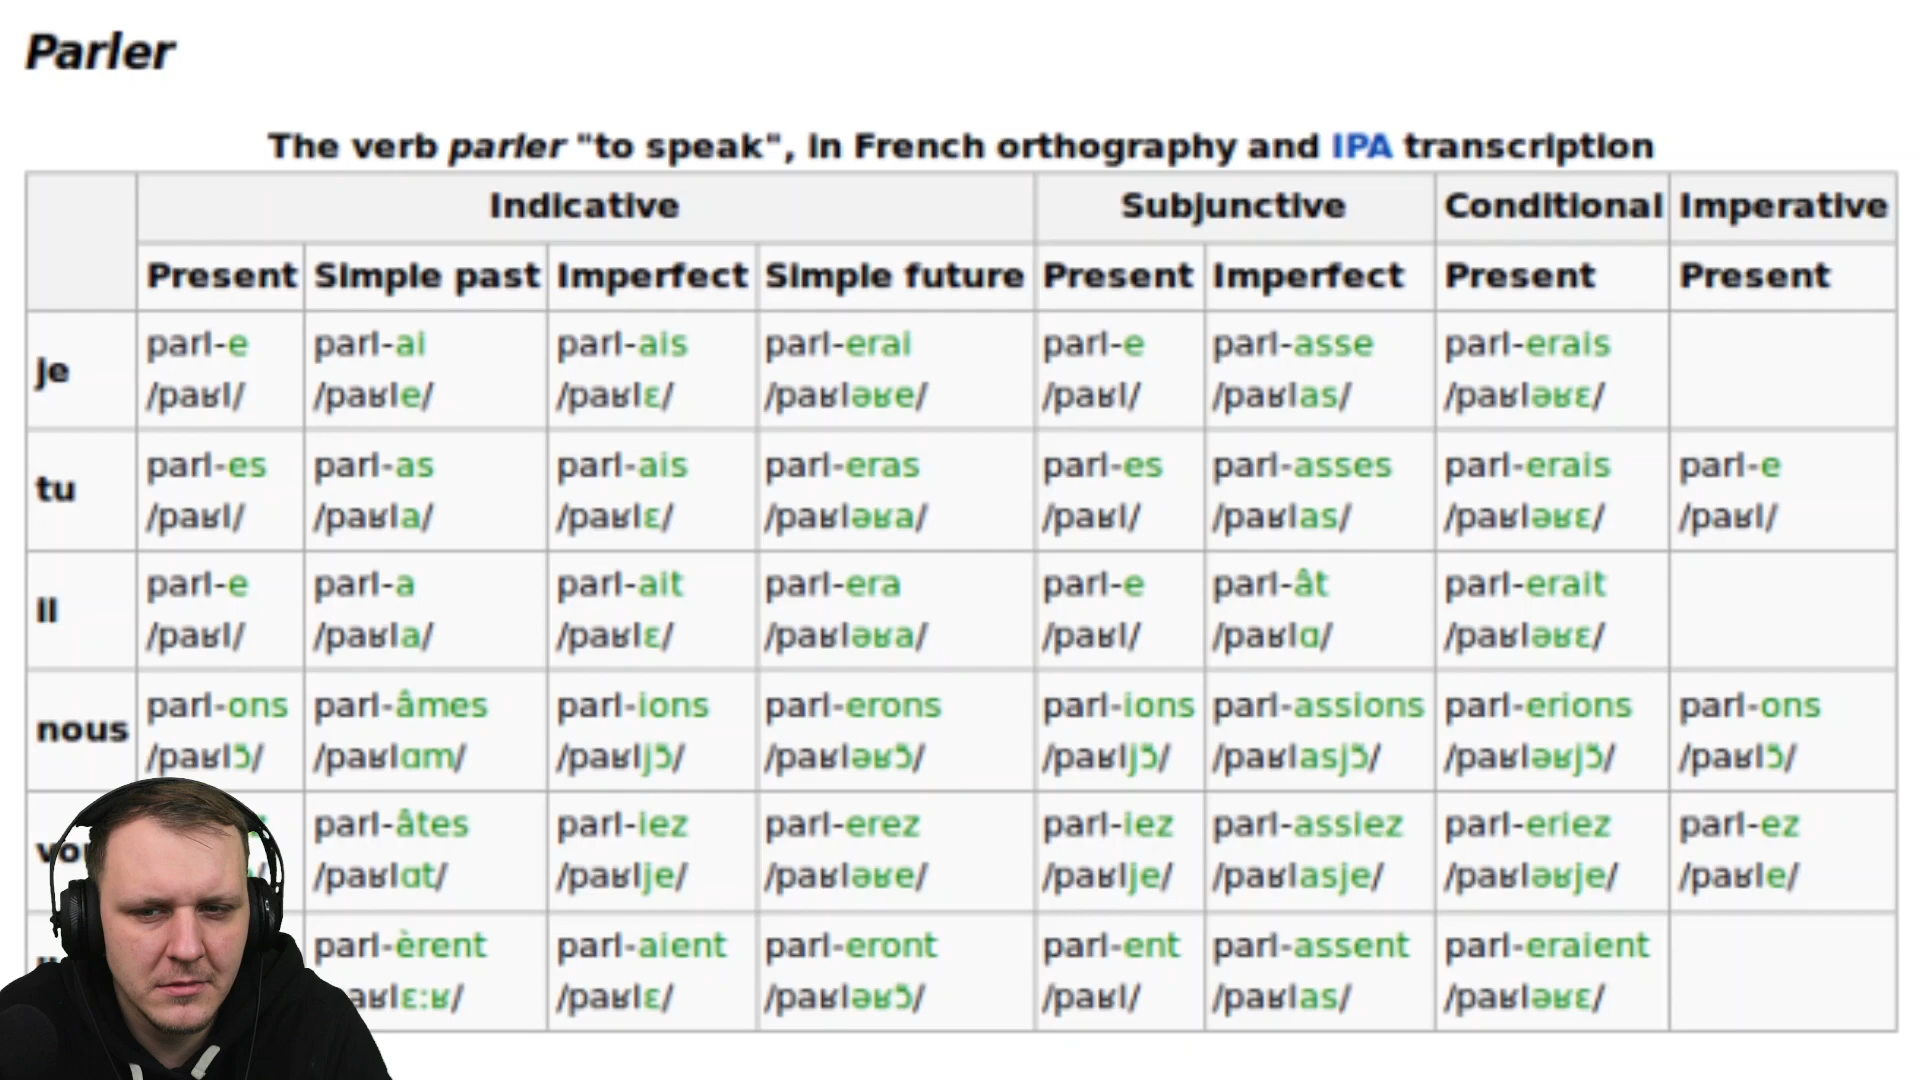 Parler
The verb parler "to speak", in French orthography and IPA transcription
Indicative Subjunctive Conditional Imperative
Present Simple past Imperfect Simple future Present Imperfect Present Present
je parl-e parl-ai parl-ais parl-erai parl-e parl-asse parl-erais
/paʁl/ /paʁle/ /paʁlɛ/ /paʁləʁe/ /paʁl/ /paʁlas/ /paʁləʁɛ/
tu parl-es parl-as parl-ais parl-eras parl-es parl-asses parl-erais parl-e
/paʁl/ /paʁla/ /paʁlɛ/ /paʁləʁa/ /paʁl/ /paʁlas/ /paʁləʁɛ/ /paʁl/
il parl-e parl-a parl-ait parl-era parl-e parl-ât parl-erait
/paʁl/ /paʁla/ /paʁlɛ/ /paʁləʁa/ /paʁl/ /paʁlɑ/ /paʁləʁɛ/
nous parl-ons parl-âmes parl-ions parl-erons parl-ions parl-assions parl-erions parl-ons
/paʁlɔ̃/ /paʁlɑm/ /paʁljɔ̃/ /paʁləʁɔ̃/ /paʁljɔ̃/ /paʁlasjɔ̃/ /paʁləʁjɔ̃/ /paʁlɔ̃/
parl-âtes parl-iez parl-erez parl-iez parl-assiez parl-eriez parl-ez
/paʁlɑt/ /paʁlje/ /paʁləʁe/ /paʁlje/ /paʁlasje/ /paʁləʁje/ /paʁle/
parl-èrent parl-aient parl-eront parl-ent parl-assent parl-eraient
aʁlɛːʁ/ /paʁlɛ/ /paʁləʁɔ̃/ /paʁl/ /paʁlas/ /paʁləʁɛ/